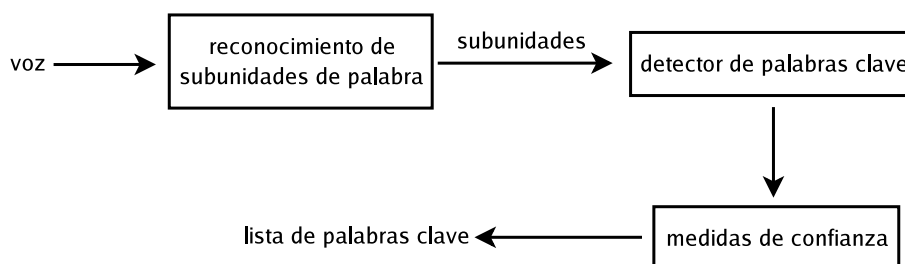 voz
reconocimiento de
subunidades de palabra
subunidades
detector de palabras clave
medidas de confianza
lista de palabras clave